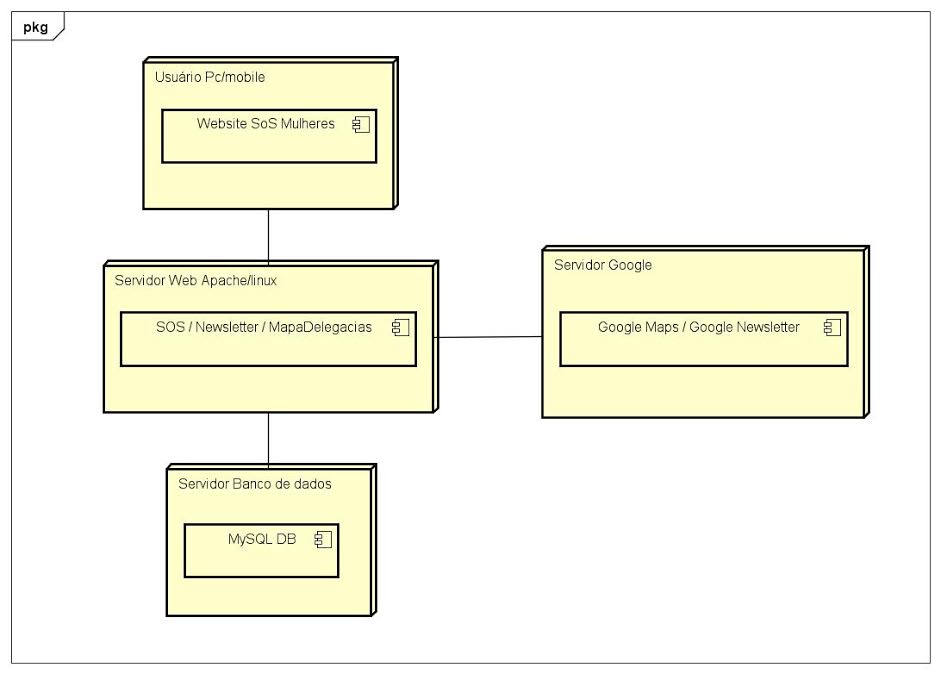 pkg
Usuário Pc/mobile
Website SoS Mulheres
Servidor Web Apache/linux
SOS / Newsletter / MapaDelegacias
Servidor Google
Google Maps / Google Newsletter
Servidor Banco de dados
MySQL DB